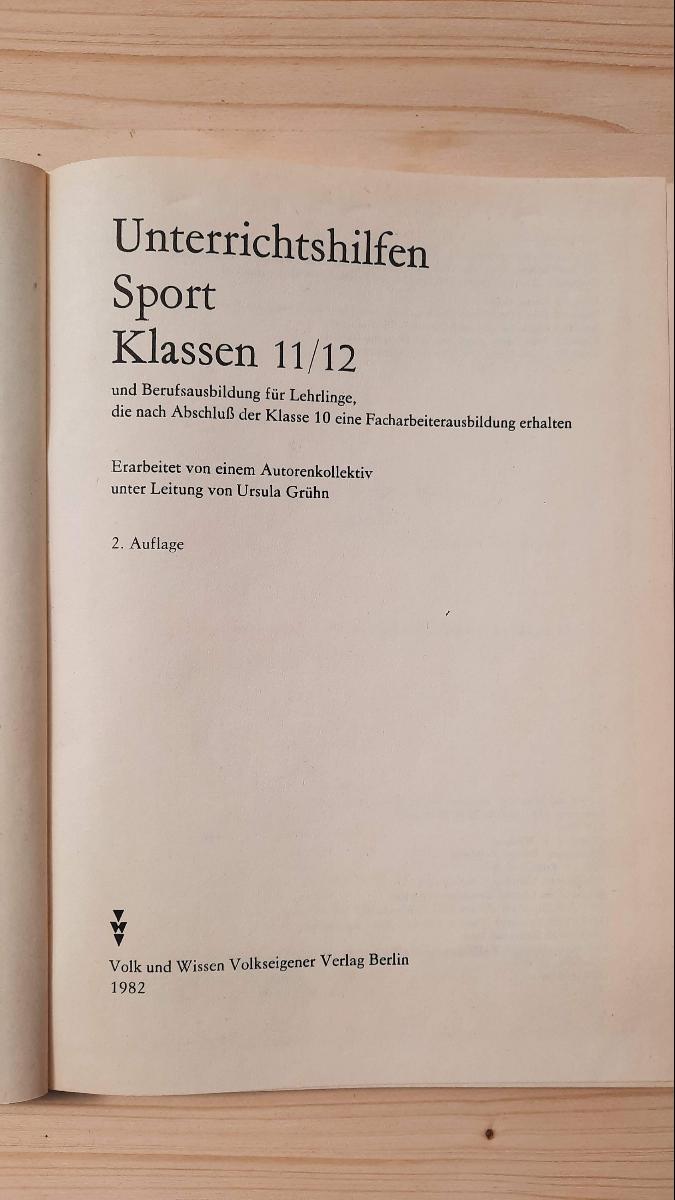 Unterrichtshilfen
Sport
Klassen 11/12
und Berufsausbildung für Lehrlinge,
die nach Abschluß der Klasse 10 eine Facharbeiterausbildung erhalten
Erarbeitet von einem Autorenkollektiv
unter Leitung von Ursula Grühn
2. Auflage
Volk und Wissen Volkseigener Verlag Berlin
1982